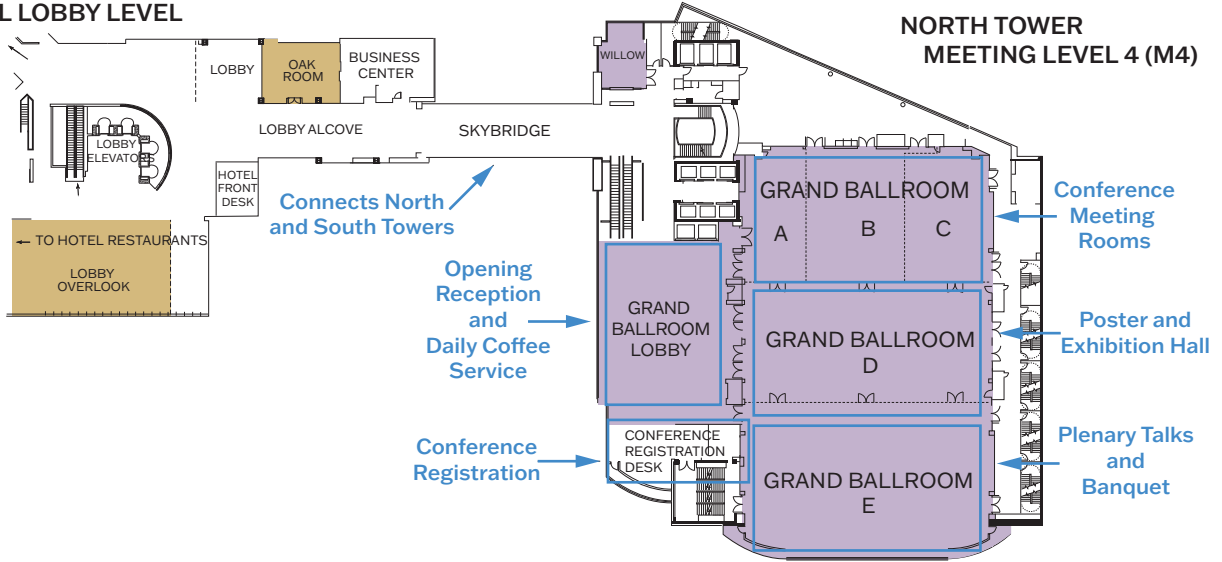 L LOBBY LEVEL
NORTH TOWER
MEETING LEVEL 4 (M4)
WILLOW
LOBBY
OAK
ROOM
BUSINESS
CENTER
LOBBY ALCOVE
SKYBRIDGE
LOBBY
ELEVATORS
HOTEL
FRONT
DESK
Connects North
and South Towers
GRAND BALLROOM
A
B
C
Conference
Meeting
Rooms
← TO HOTEL RESTAURANTS
LOBBY
OVERLOOK
Opening
Reception
and
Daily Coffee
Service
GRAND
BALLROOM
LOBBY
GRAND BALLROOM
D
Poster and
Exhibition Hall
Conference
Registration
CONFERENCE
REGISTRATION
DESK
GRAND BALLROOM
E
Plenary Talks
and
Banquet